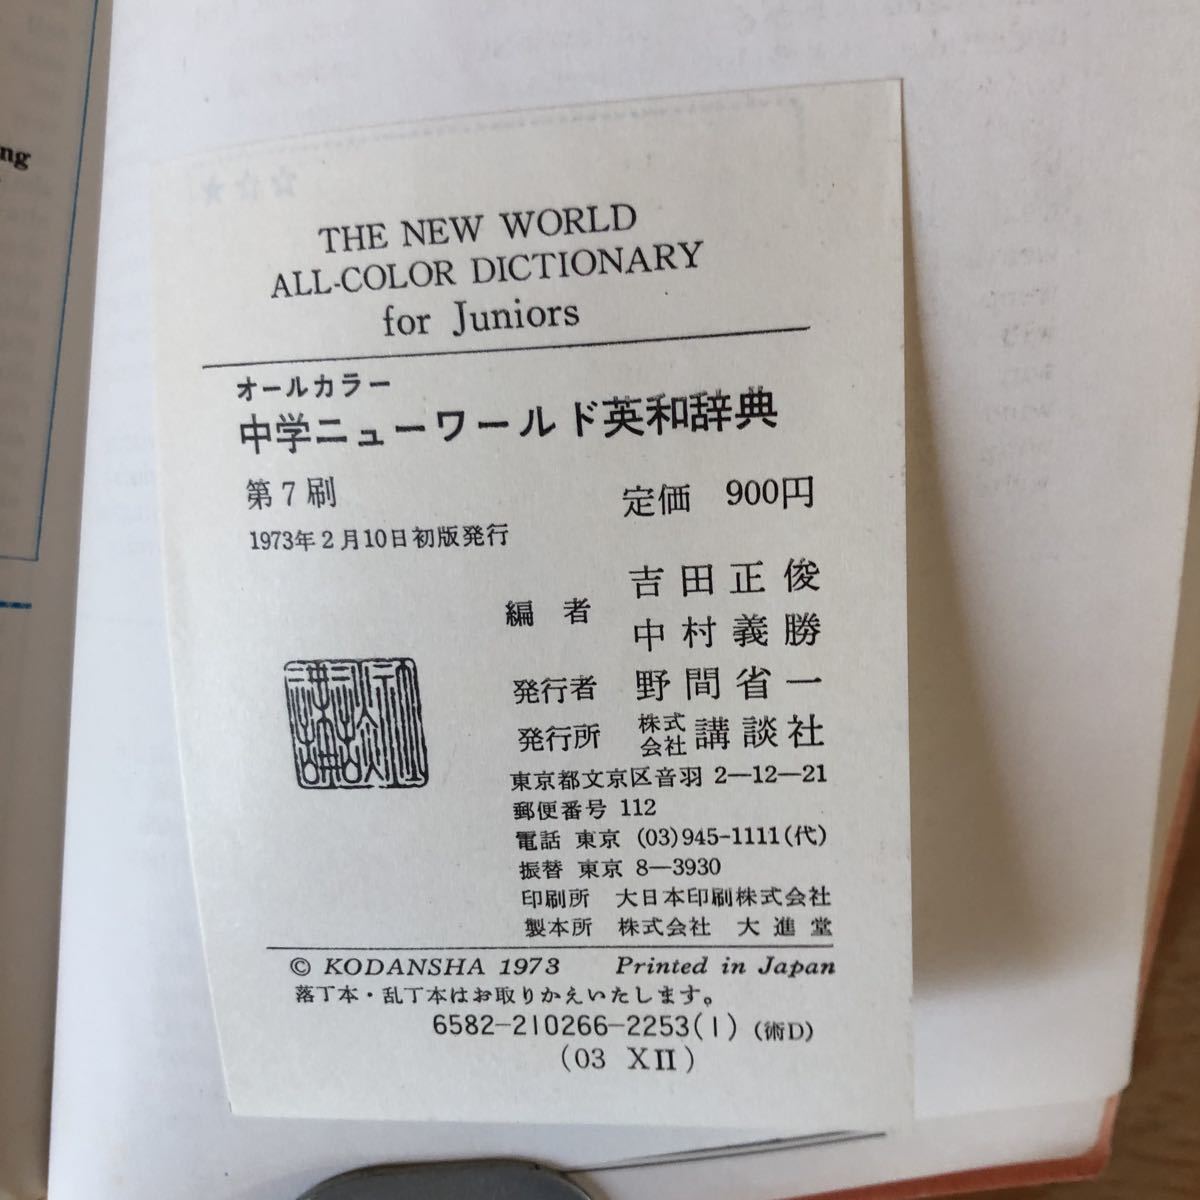 ng
THE NEW WORLD
ALL-COLOR DICTIONARY
for Juniors
オールカラー
中学ニューワールド英和辞典
第7刷
定価 900円
1973年2月10日初版発行
編者 吉田正俊
中村義勝
発行者 野間省一
発行所 株式会社 講談社
東京都文京区音羽 2—12—21
郵便番号 112
電話 東京 (03)945-1111(代)
振替 東京 8—3930
印刷所 大日本印刷株式会社
製本所 株式会社 大進堂
© KODANSHA 1973 Printed in Japan
落丁本・乱丁本はお取りかえいたします。
6582-210266-2253(1) (術D)
(03 XII)